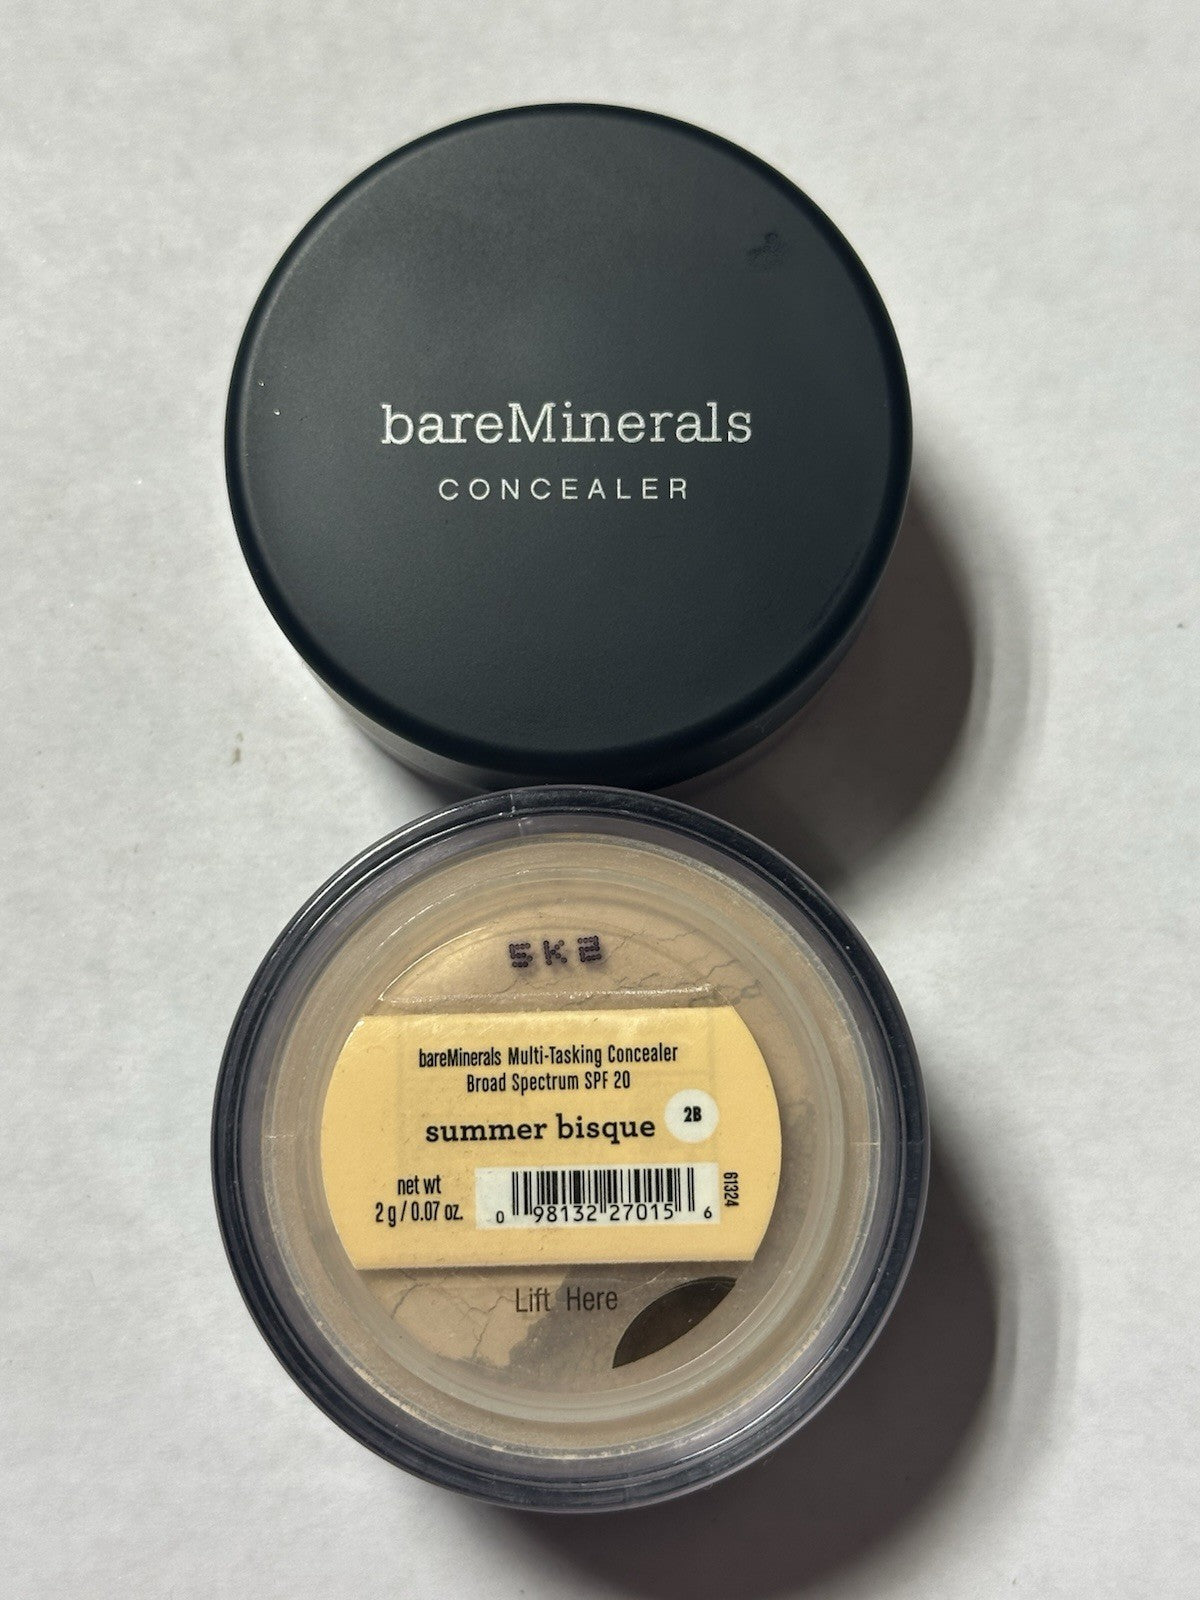 bareMinerals
CONCEALER
5K2
bareMinerals Multi-Tasking Concealer
Broad Spectrum SPF 20
summer bisque 2B
net wt
2 g / 0.07 oz.
0 98132 27015 6
61324
Lift Here